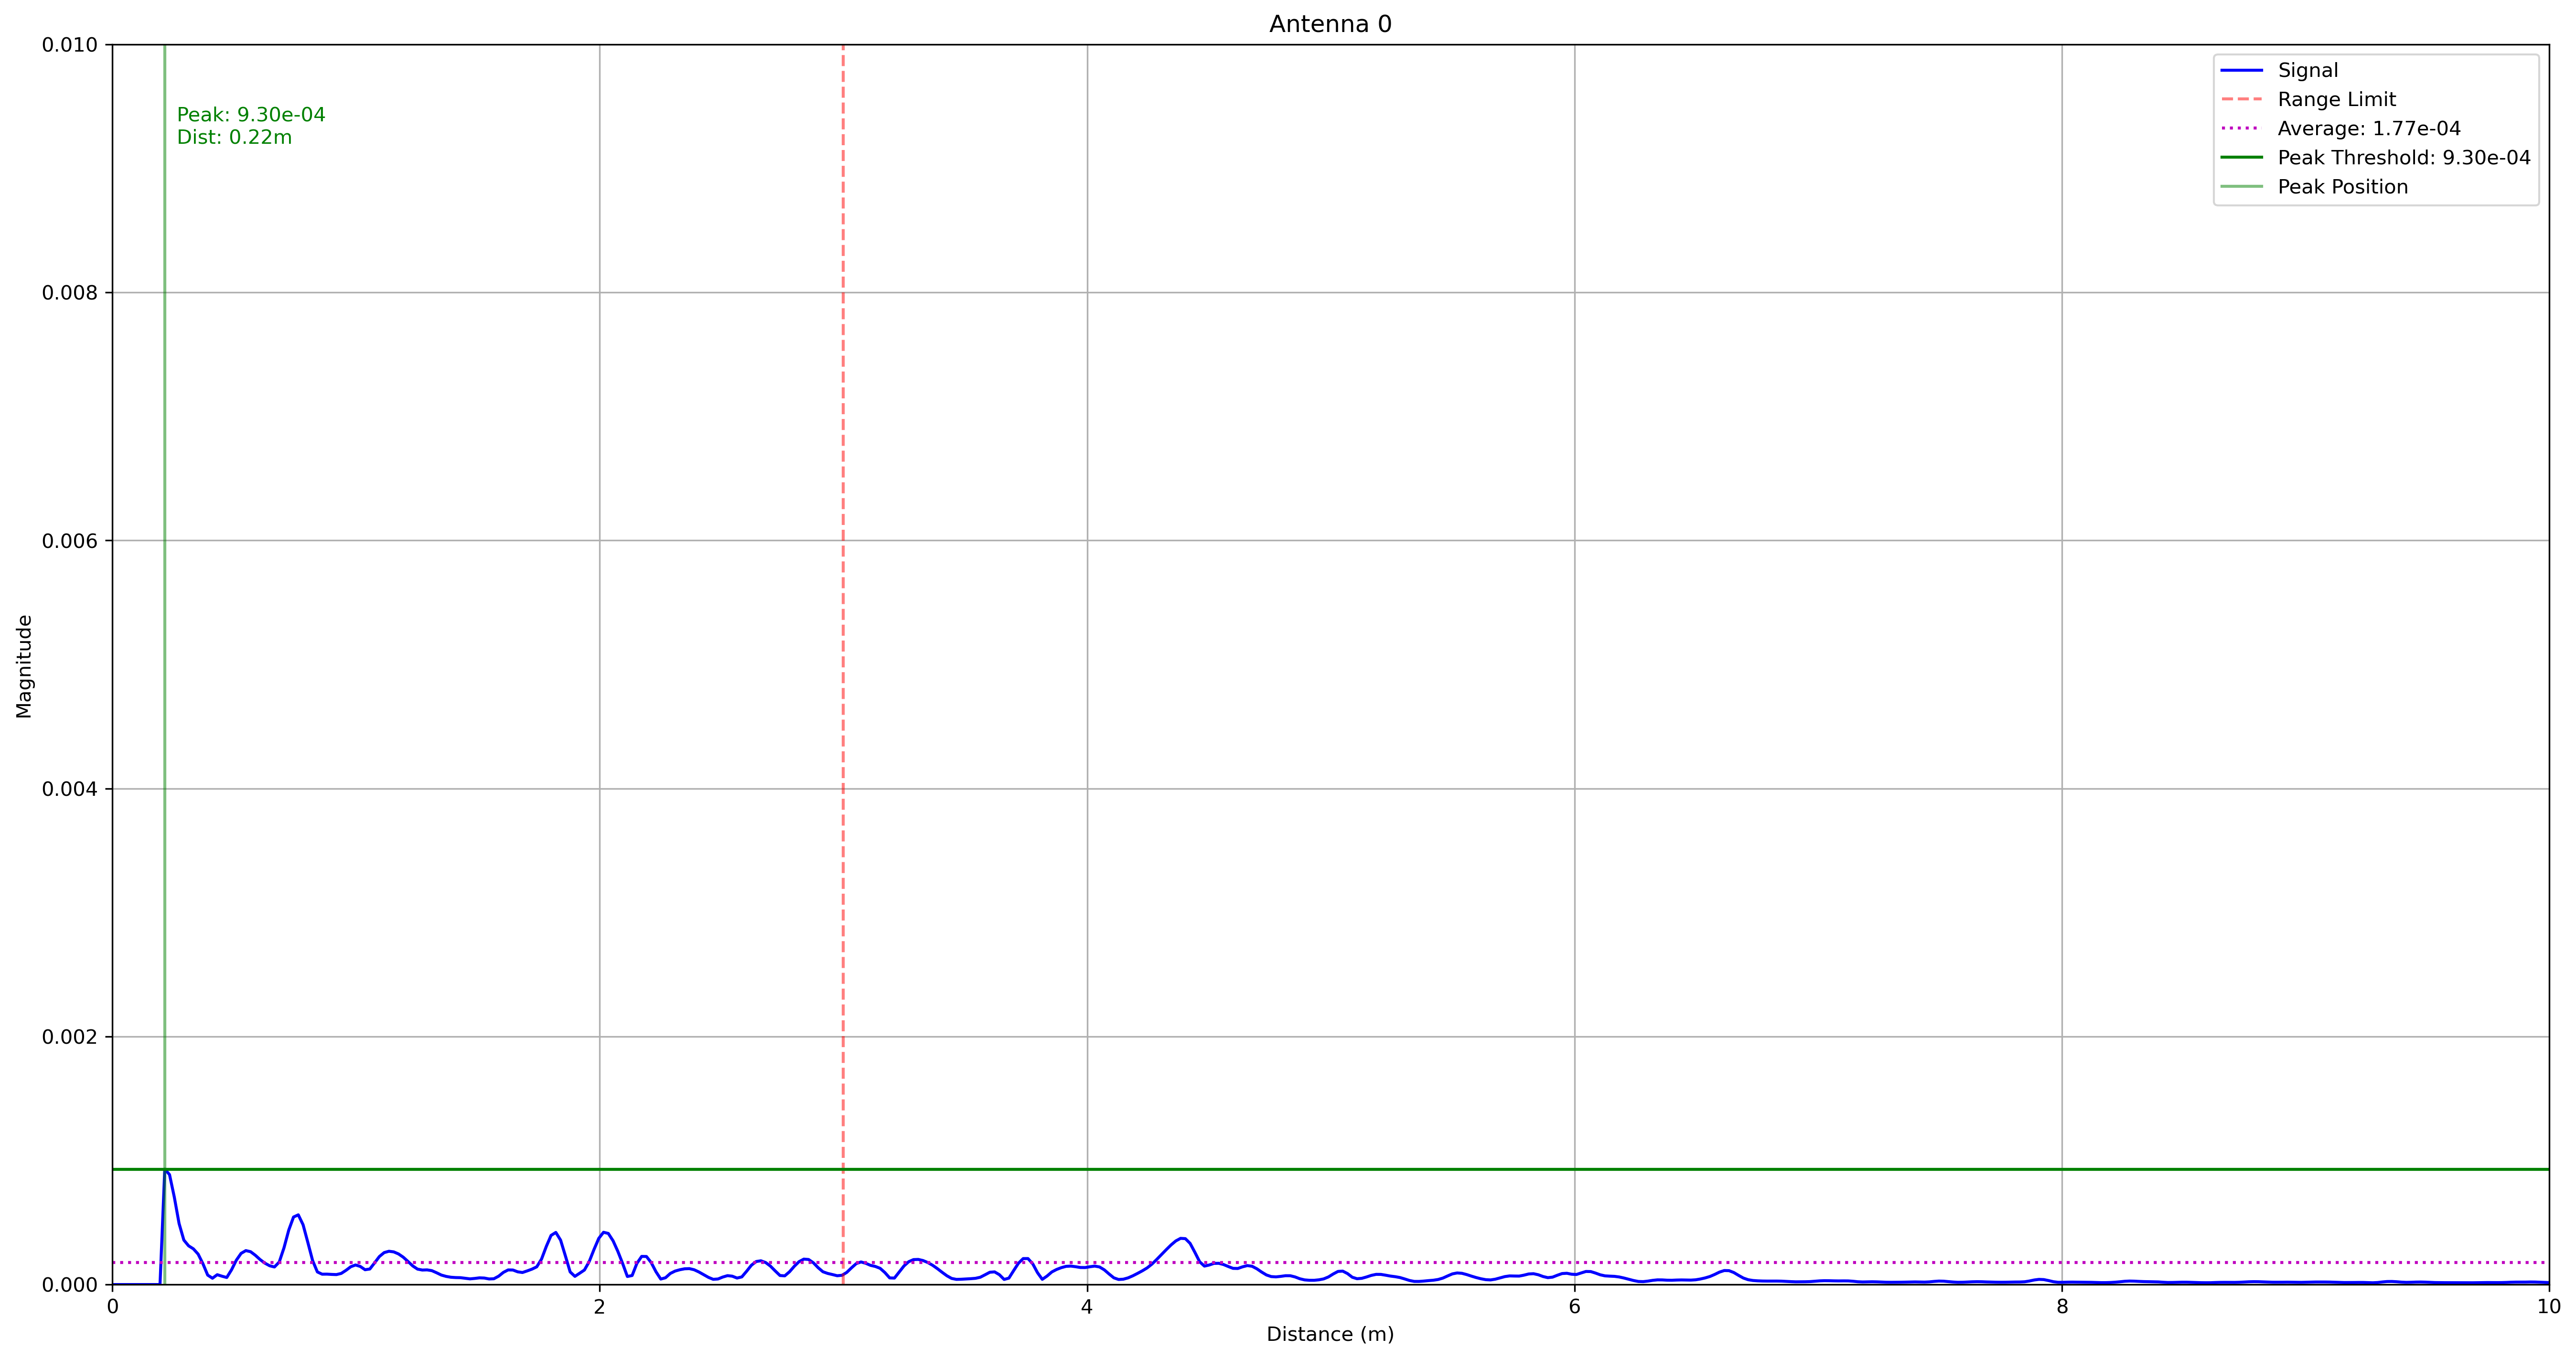 Antenna 0
0.010
0.008
0.006
0.004
0.002
0.000
Magnitude
Peak: 9.30e-04
Dist: 0.22m
Signal
Range Limit
Average: 1.77e-04
Peak Threshold: 9.30e-04
Peak Position
0 2 4 6 8 10
Distance (m)